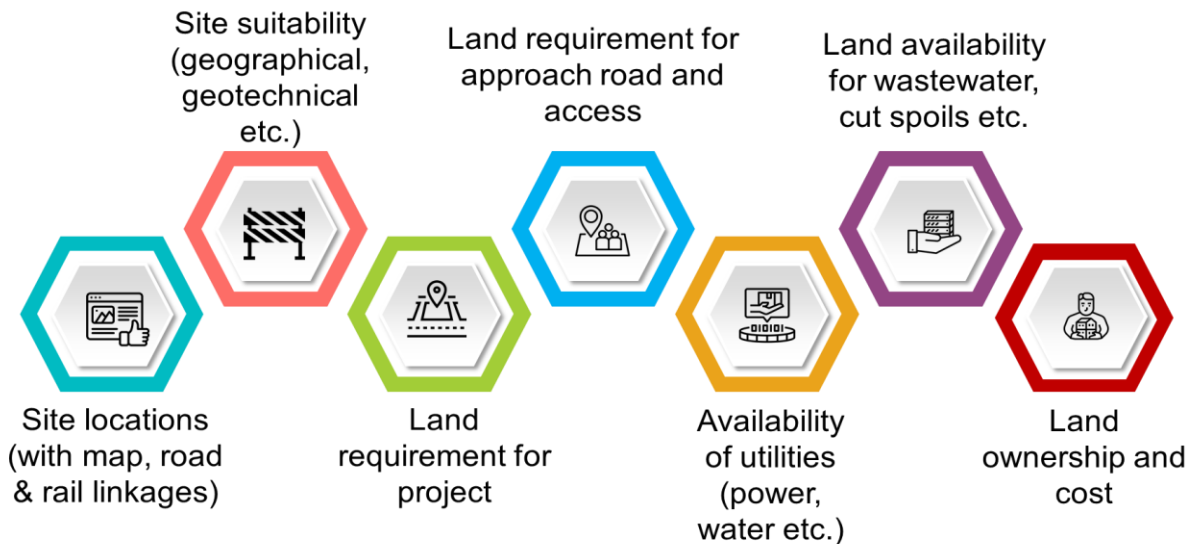 Site locations
(with map, road
& rail linkages)
Site suitability
(geographical,
geotechnical
etc.)
Land
requirement for
project
Land requirement for
approach road and
access
Availability
of utilities
(power,
water etc.)
Land availability
for wastewater,
cut spoils etc.
Land
ownership and
cost